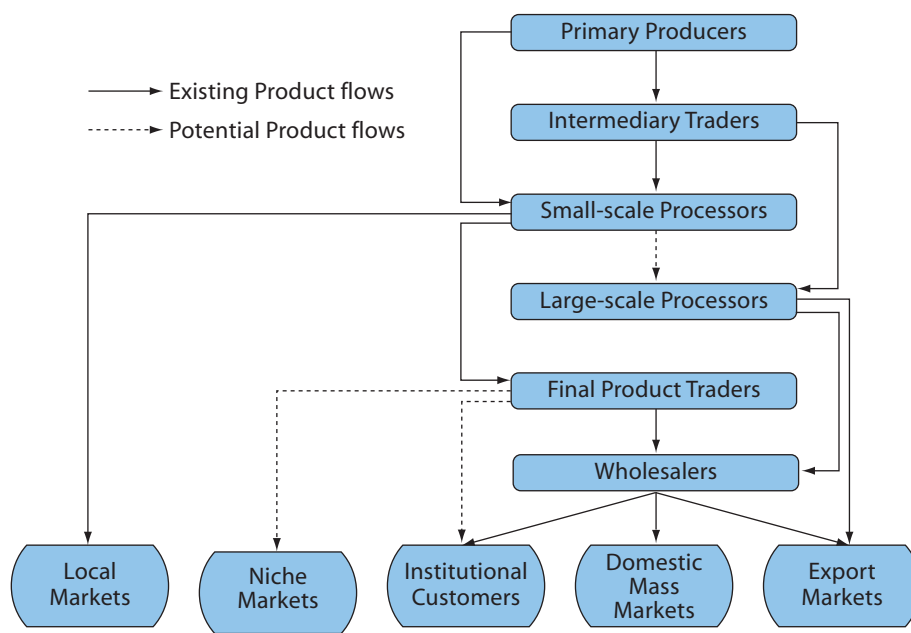 Primary Producers
Existing Product flows
Potential Product flows
Intermediary Traders
Small-scale Processors
Large-scale Processors
Final Product Traders
Wholesalers
Local
Markets
Niche
Markets
Institutional
Customers
Domestic
Mass
Markets
Export
Markets